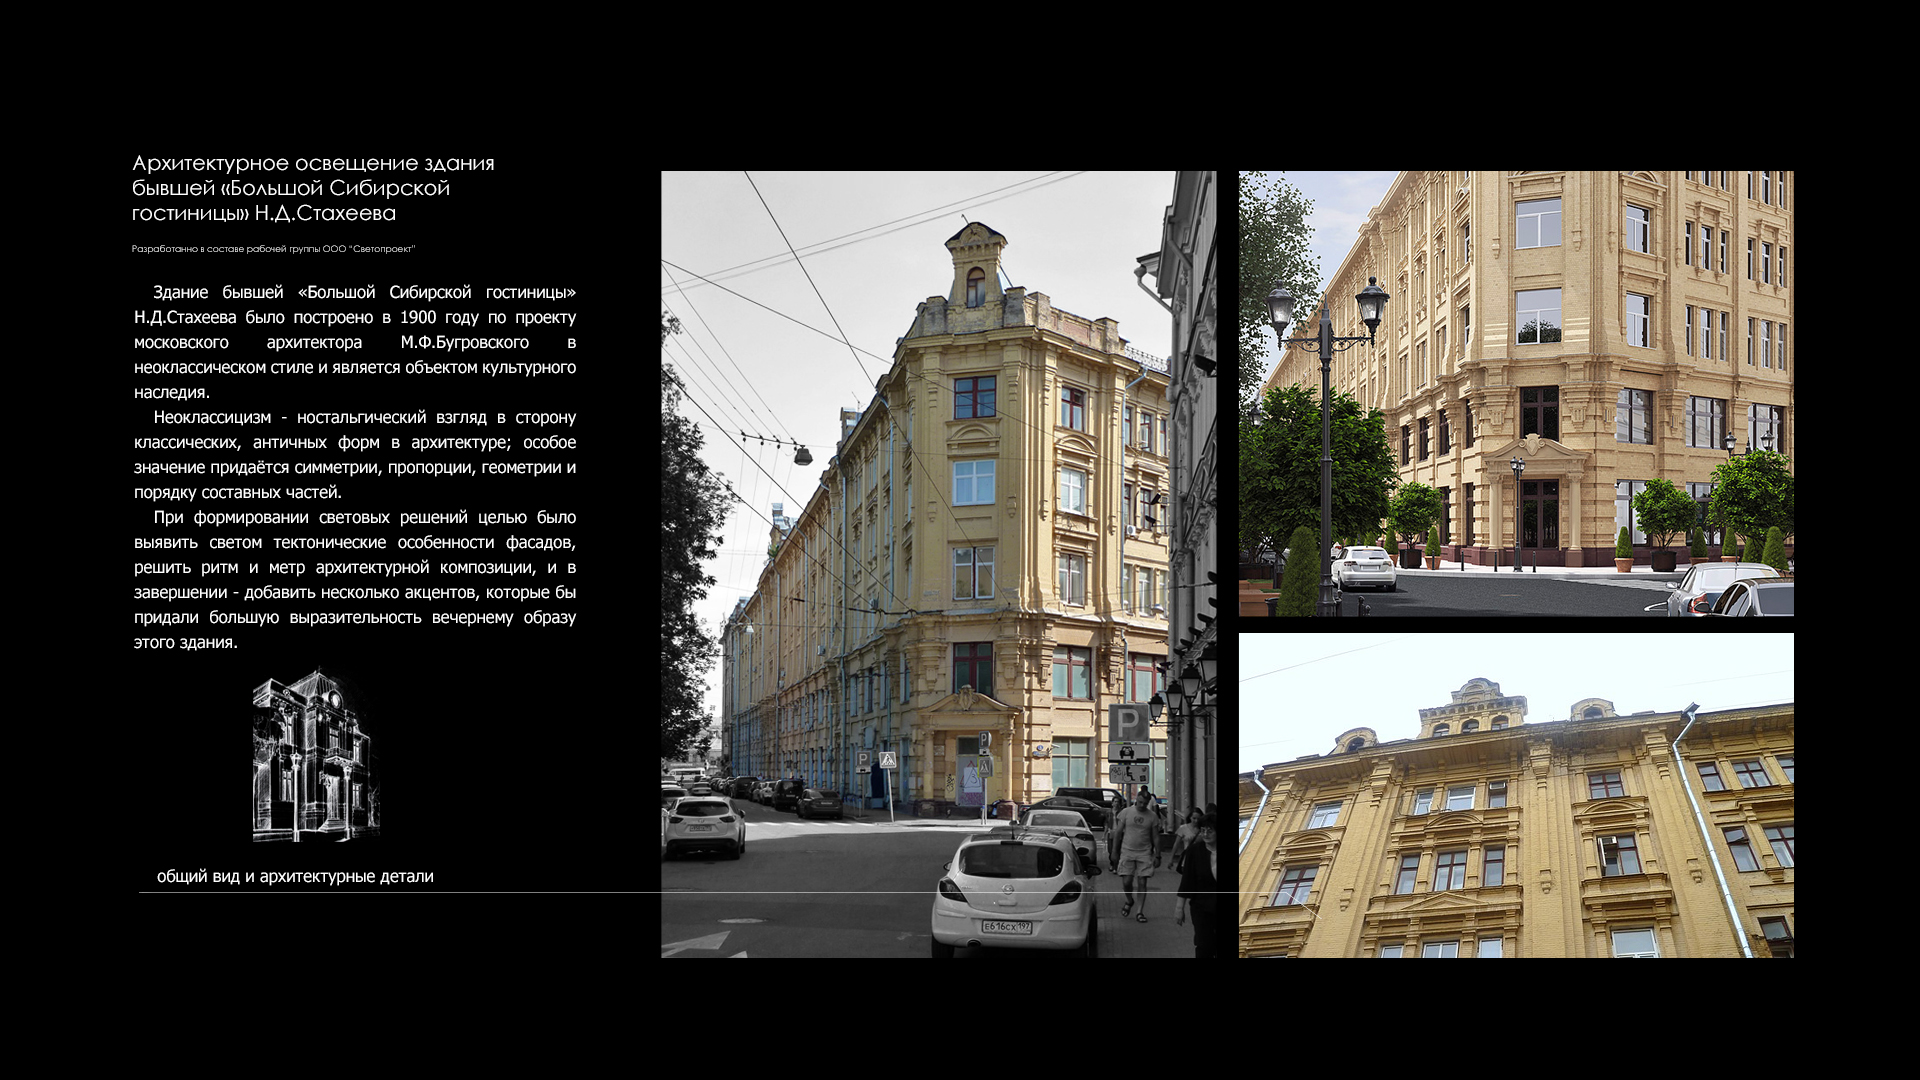 Архитектурное освещение здания
бывшей «Большой Сибирской
гостиницы» Н.Д.Стахеева
Разработанно в составе рабочей группы ООО "Светопроект"
Здание бывшей «Большой Сибирской гостиницы»
Н.Д.Стахеева было построено в 1900 году по проекту
московского архитектора М.Ф.Бугровского в
неоклассическом стиле и является объектом культурного
наследия.
Неоклассицизм - ностальгический взгляд в сторону
классических, античных форм в архитектуре; особое
значение придаётся симметрии, пропорции, геометрии и
порядку составных частей.
При формировании световых решений целью было
выявить светом тектонические особенности фасадов,
решить ритм и метр архитектурной композиции, и в
завершении - добавить несколько акцентов, которые бы
придали большую выразительность вечернему образу
этого здания.
общий вид и архитектурные детали
P
P
P
E616CX 197